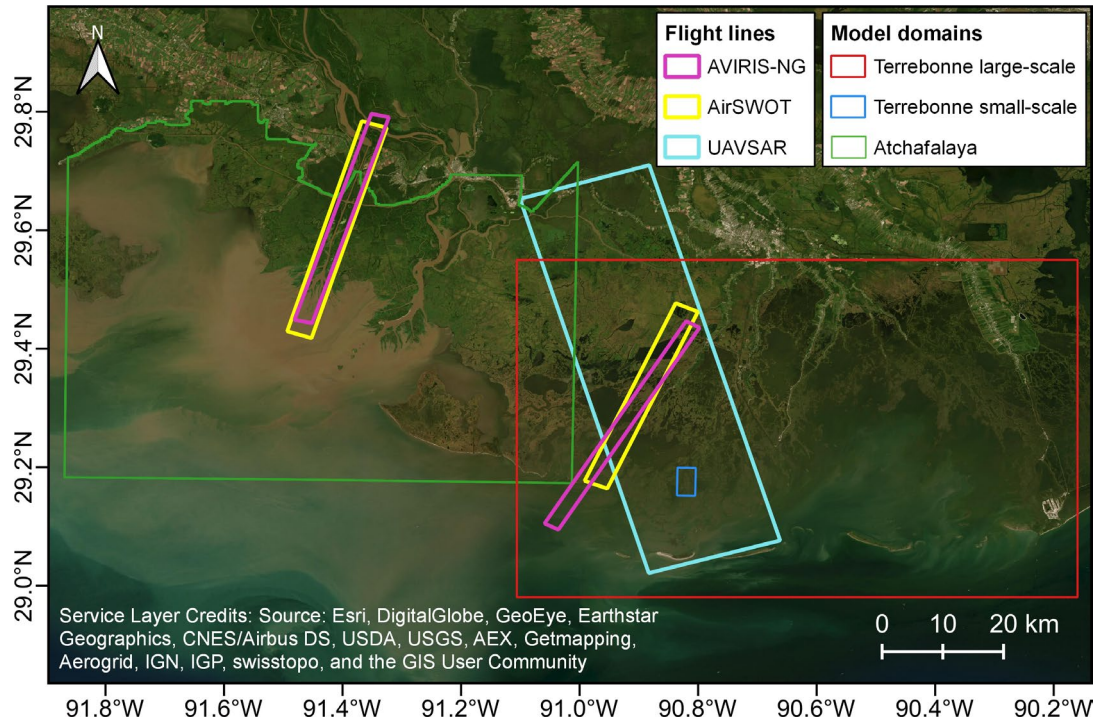 N
Flight lines
AVIRIS-NG
AirSWOT
UAVSAR
Model domains
Terrebonne large-scale
Terrebonne small-scale
Atchafalaya
29.8°N
29.6°N
29.4°N
29.2°N
29.0°N
Service Layer Credits: Source: Esri, DigitalGlobe, GeoEye, Earthstar
Geographics, CNES/Airbus DS, USDA, USGS, AEX, Getmapping,
Aerogrid, IGN, IGP, swisstopo, and the GIS User Community
0 10 20 km
91.8°W 91.6°W 91.4°W 91.2°W 91.0°W 90.8°W 90.6°W 90.4°W 90.2°W